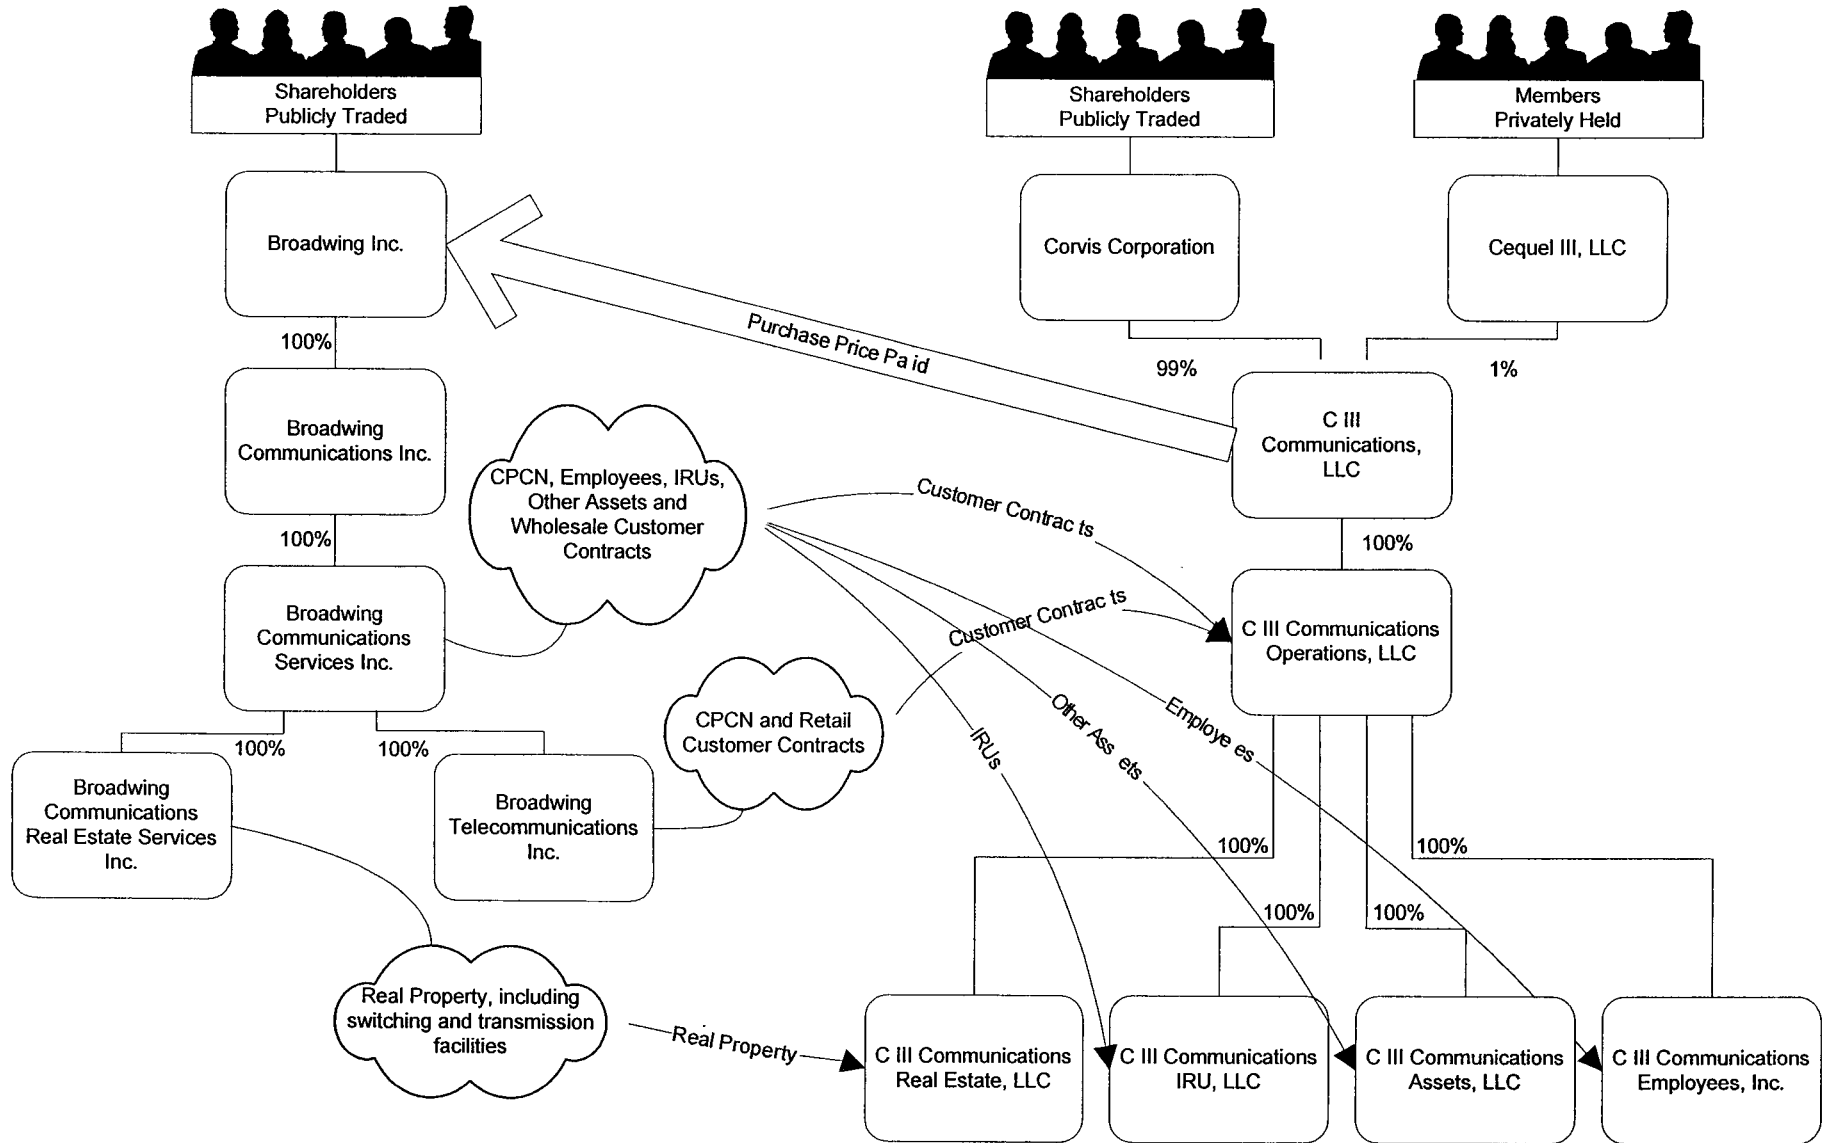 Shareholders
Publicly Traded
Shareholders
Publicly Traded
Members
Privately Held
Broadwing Inc.
Corvis Corporation
Cequel III, LLC
Purchase Price Pa id
100%
99%
1%
Broadwing
Communications Inc.
C III
Communications,
LLC
CPCN, Employees, IRUs,
Other Assets and
Wholesale Customer
Contracts
Customer Contrac ts
100%
100%
Broadwing
Communications
Services Inc.
Customer Contrac ts
C III Communications
Operations, LLC
CPCN and Retail
Customer Contracts
IRUs
Other Ass ets
Employe es
100%
100%
Broadwing
Communications
Real Estate Services
Inc.
Broadwing
Telecommunications
Inc.
100%
100%
100%
100%
Real Property, including
switching and transmission
facilities
Real Property
C III Communications
Real Estate, LLC
C III Communications
IRU, LLC
C III Communications
Assets, LLC
C III Communications
Employees, Inc.